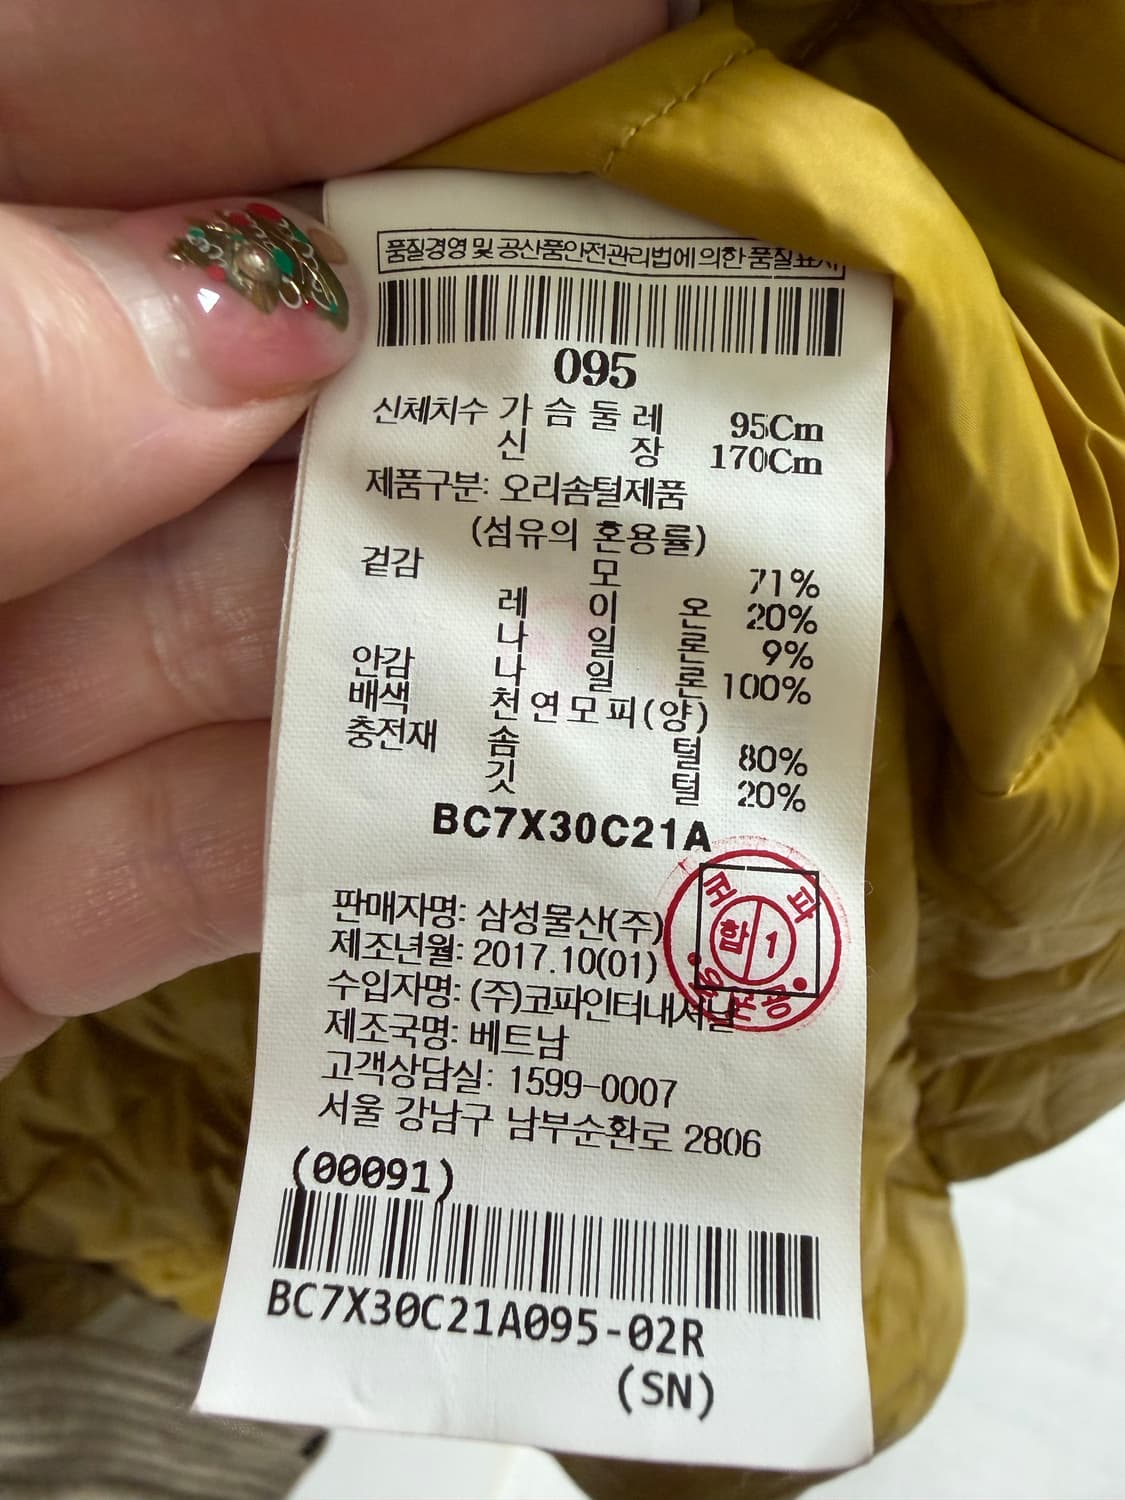 품질경영 및 공산품안전관리법에 의한 품질표시
095
신체치수 가슴둘레 95Cm
신장 170Cm
제품구분: 오리솜털제품
(섬유의 혼용률)
겉감 모 71%
레이온 20%
나일론 9%
안감 나일론 100%
배색 천연모피(양)
충전재 솜털 80%
깃털 20%
BC7X30C21A
판매자명: 삼성물산(주)
제조년월: 2017.10(01)
수입자명: (주)코파인터내셔날
제조국명: 베트남
고객상담실: 1599-0007
서울 강남구 남부순환로 2806
코파
합 1
(00091)
BC7X30C21A095-02R
(SN)